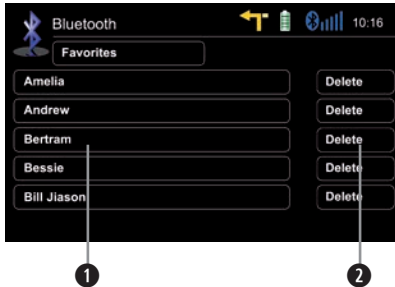 Bluetooth 10:16
Favorites
Amelia Delete
Andrew Delete
Bertram Delete
Bessie Delete
Bill Jiason Delete
1 2